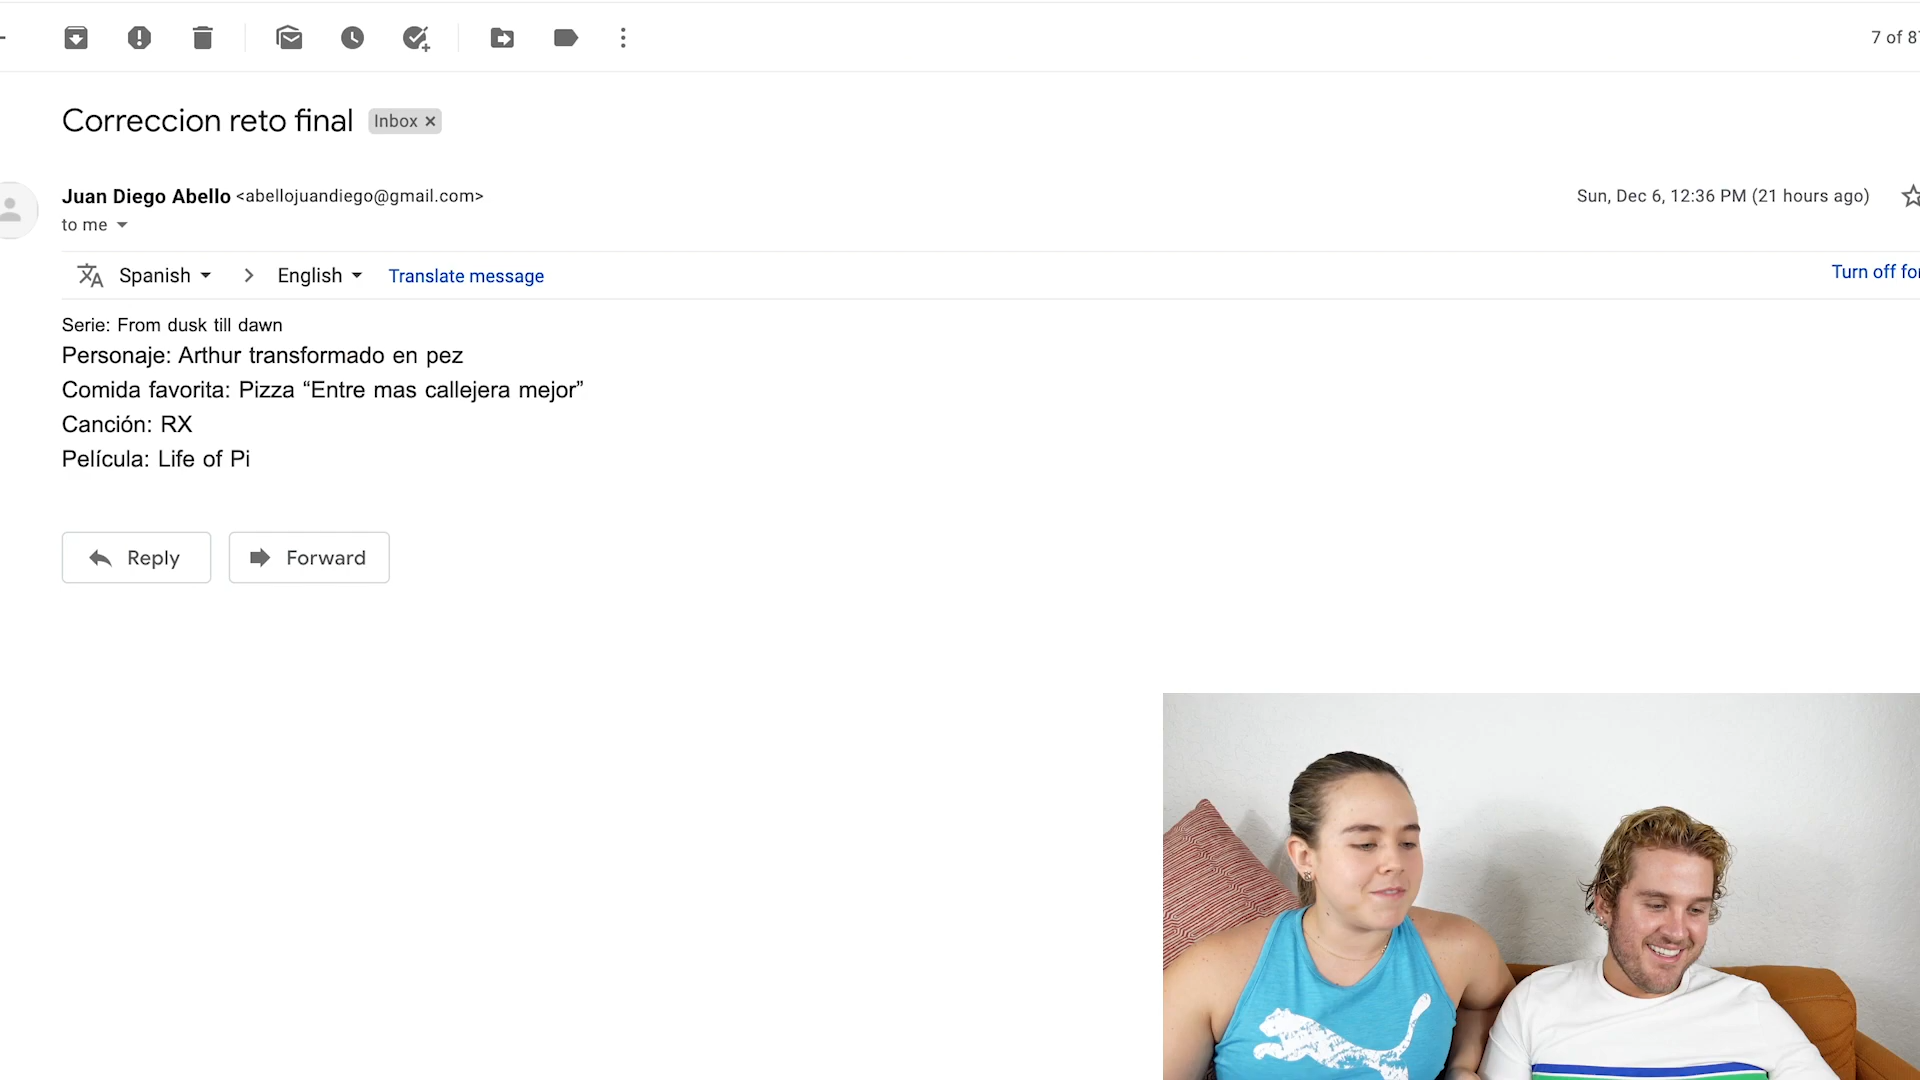 7 of 8
Correccion reto final Inbox ×
Juan Diego Abello <abellojuandiego@gmail.com> Sun, Dec 6, 12:36 PM (21 hours ago)
to me
Spanish > English Translate message Turn off for
Serie: From dusk till dawn
Personaje: Arthur transformado en pez
Comida favorita: Pizza “Entre mas callejera mejor”
Canción: RX
Película: Life of Pi
Reply Forward